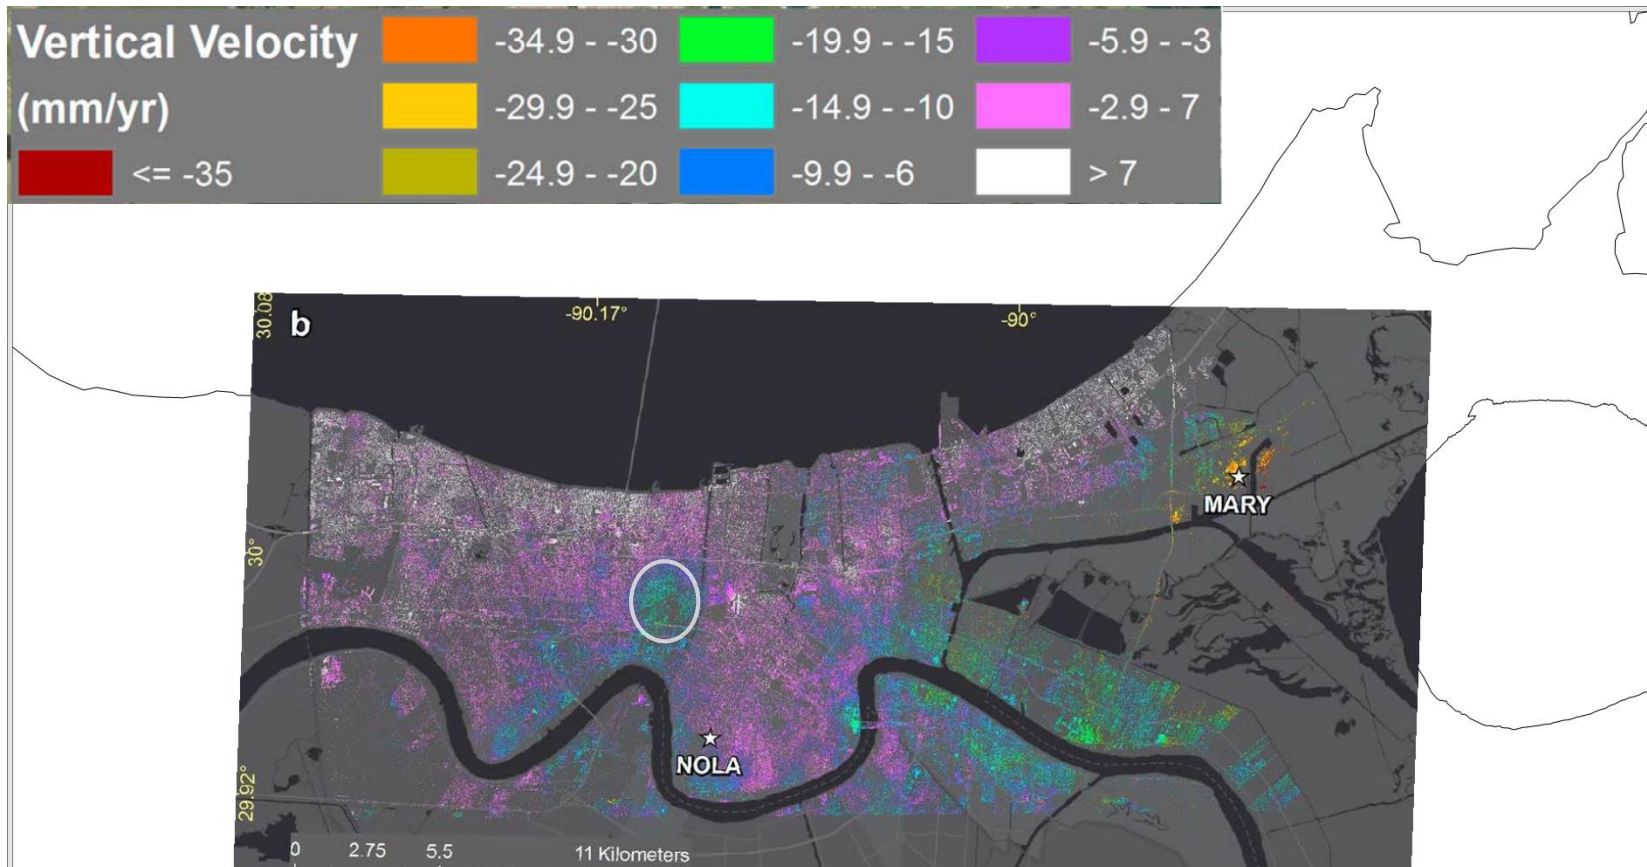 Vertical Velocity
(mm/yr)
<= -35
-34.9 - -30
-29.9 - -25
-24.9 - -20
-19.9 - -15
-14.9 - -10
-9.9 - -6
-5.9 - -3
-2.9 - 7
> 7
30.08
b
-90.17°
-90°
MARY
30°
NOLA
29.92°
0 2.75 5.5 11 Kilometers